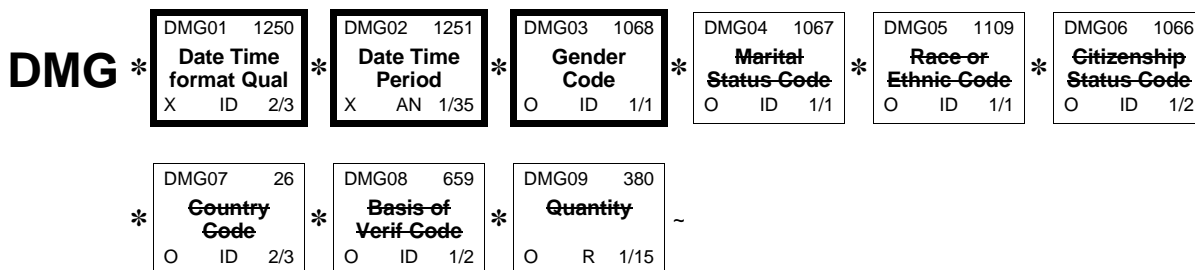 DMG01 1250 DMG02 1251 DMG03 1068 DMG04 1067 DMG05 1109 DMG06 1066
DMG * Date Time * Date Time * Gender * Marital * Race or * Citizenship
format Qual Period Code Status Code Ethnic Code Status Code
X ID 2/3 X AN 1/35 O ID 1/1 O ID 1/1 O ID 1/1 O ID 1/2
DMG07 26 DMG08 659 DMG09 380
* Country * Basis of * Quantity ~
Code Verif Code
O ID 2/3 O ID 1/2 O R 1/15